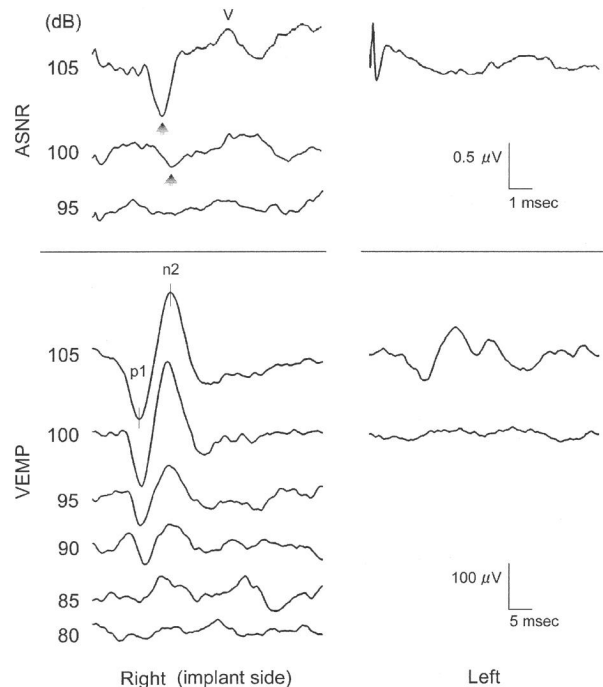 (dB)
V
105
ASNR
100
95
0.5 μV
1 msec
n2
p1
105
100
VEMP
95
90
85
80
100 μV
5 msec
Right (implant side)
Left